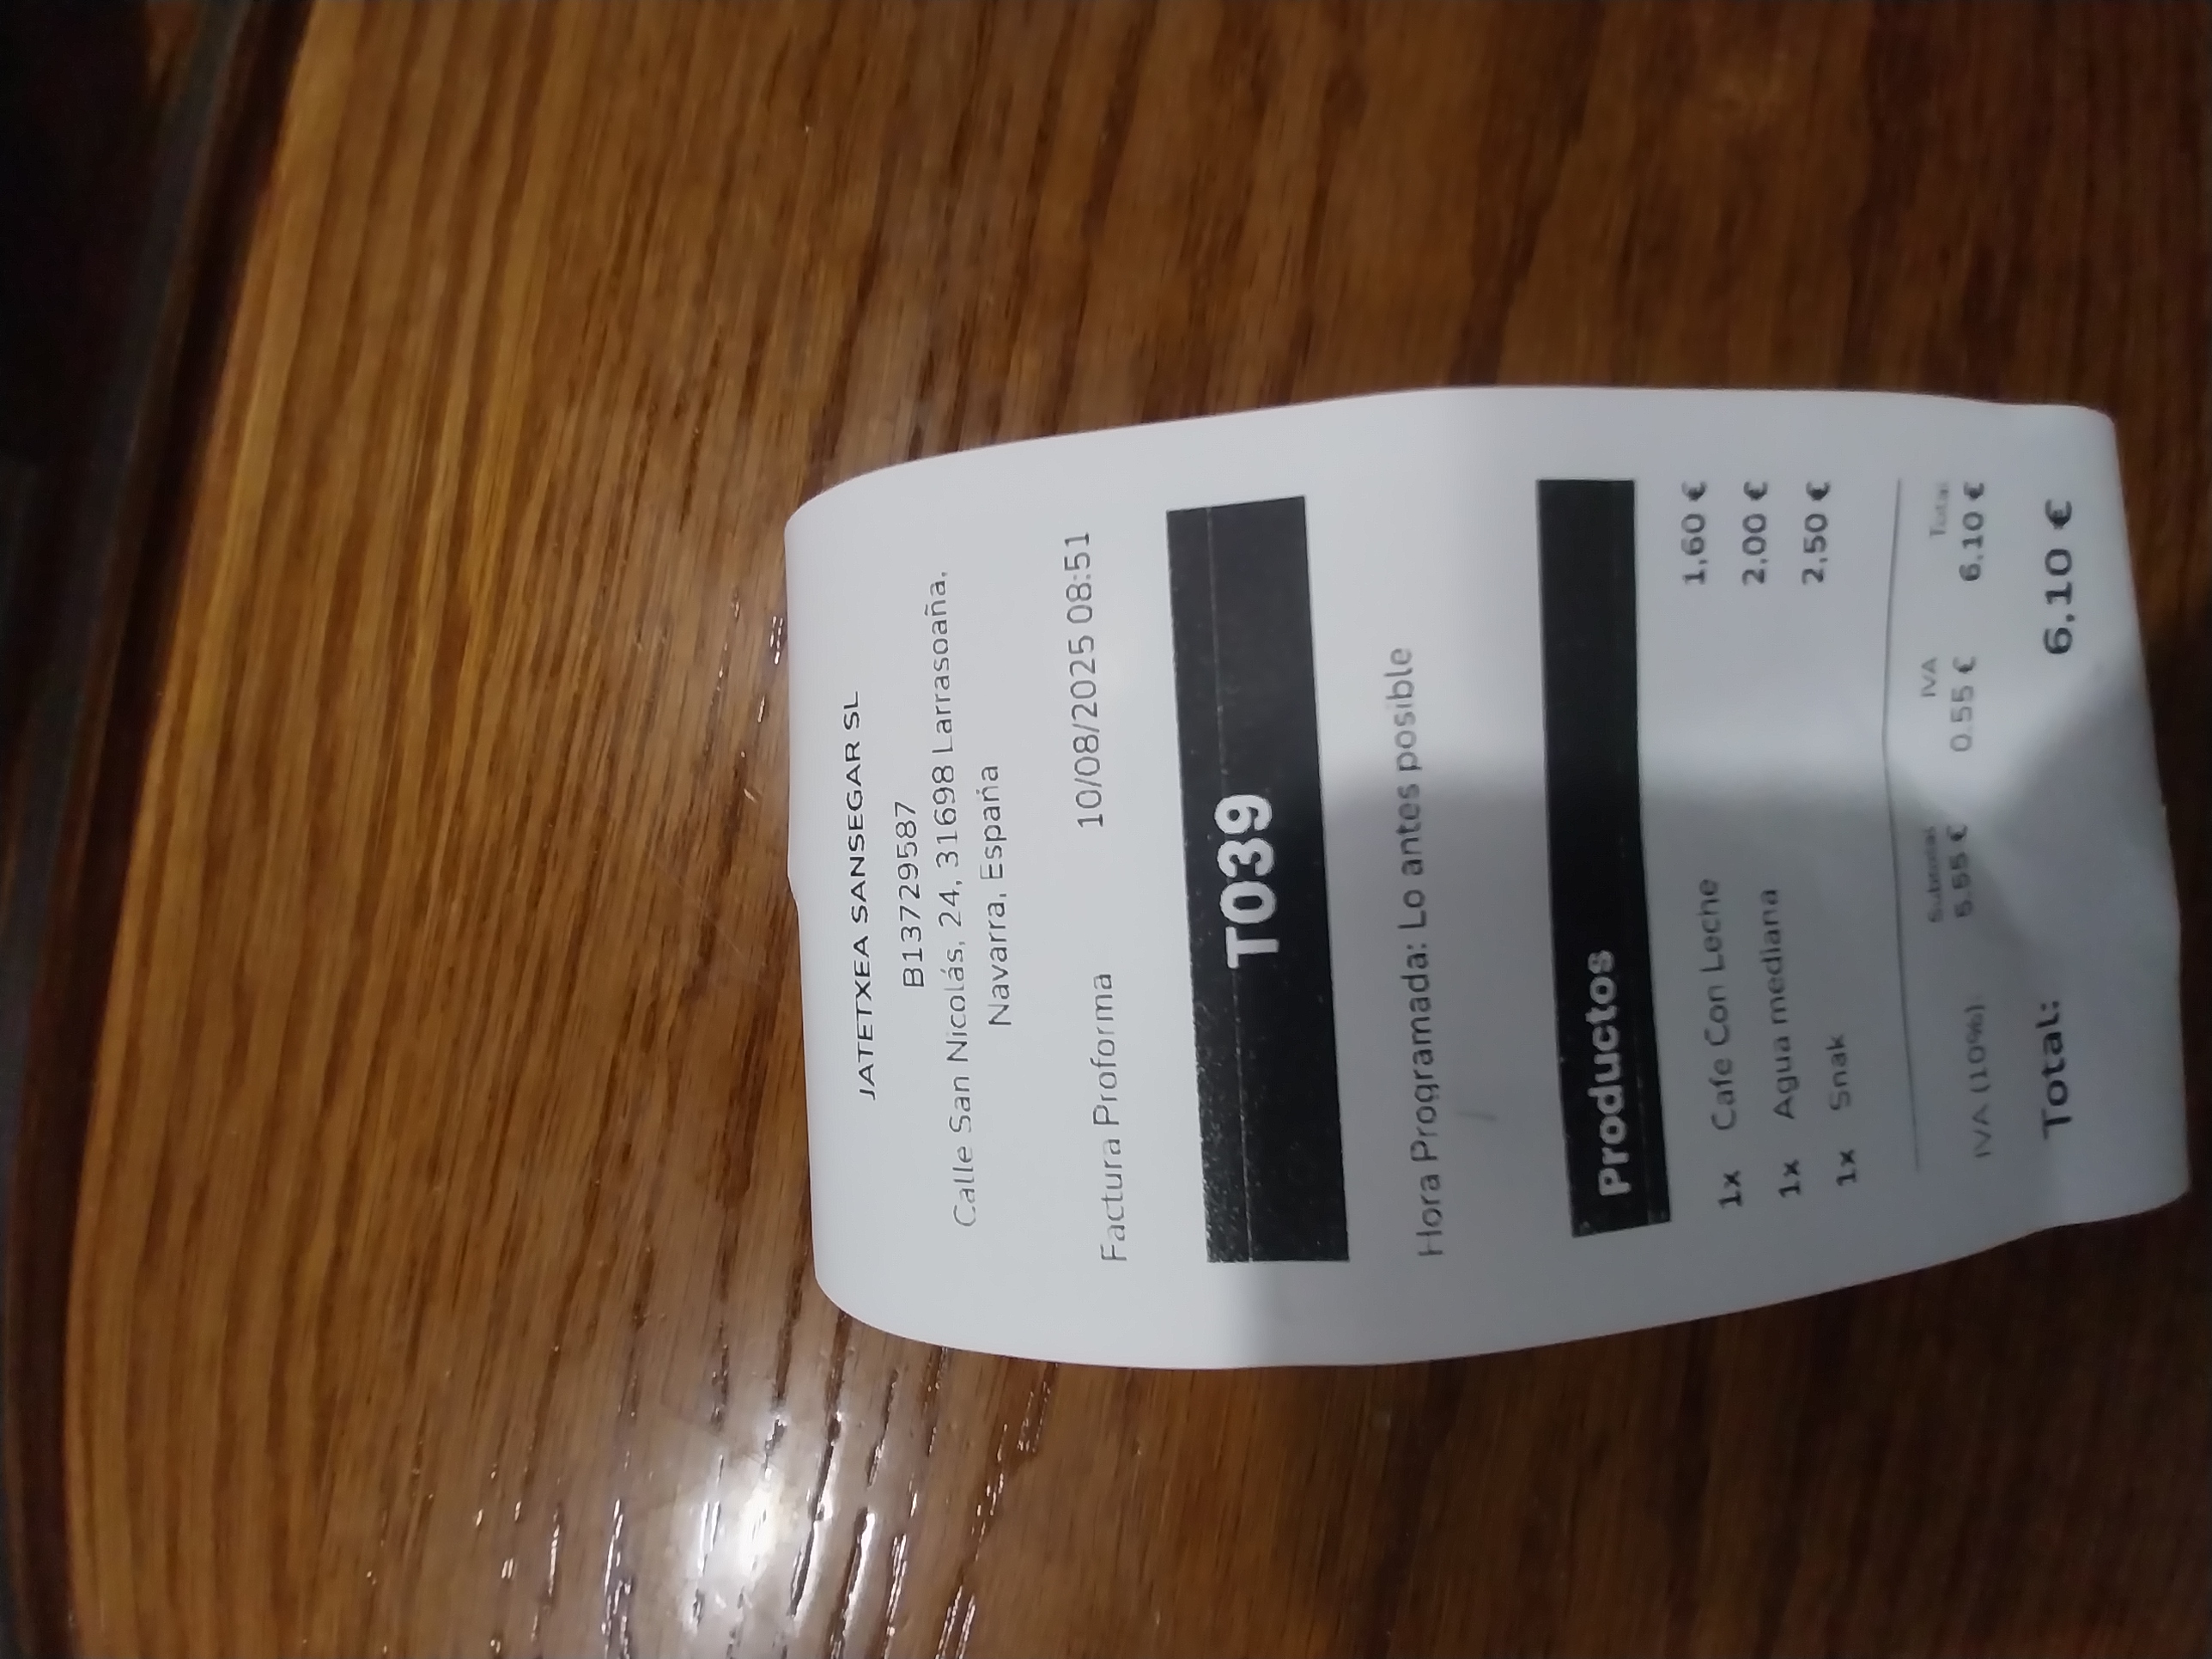 JATETXEA SANSEGAR SL
B13729587
Calle San Nicolás, 24, 31698 Larrasoaña,
Navarra, España
Factura Proforma 10/08/2025 08:51
T039
Hora Programada: Lo antes posible
Productos
1x Cafe Con Leche 1,60 €
1x Agua mediana 2,00 €
1x Snak 2,50 €
Subtotal IVA Total
IVA (10%) 5.55 € 0.55 € 6.10 €
Total: 6,10 €